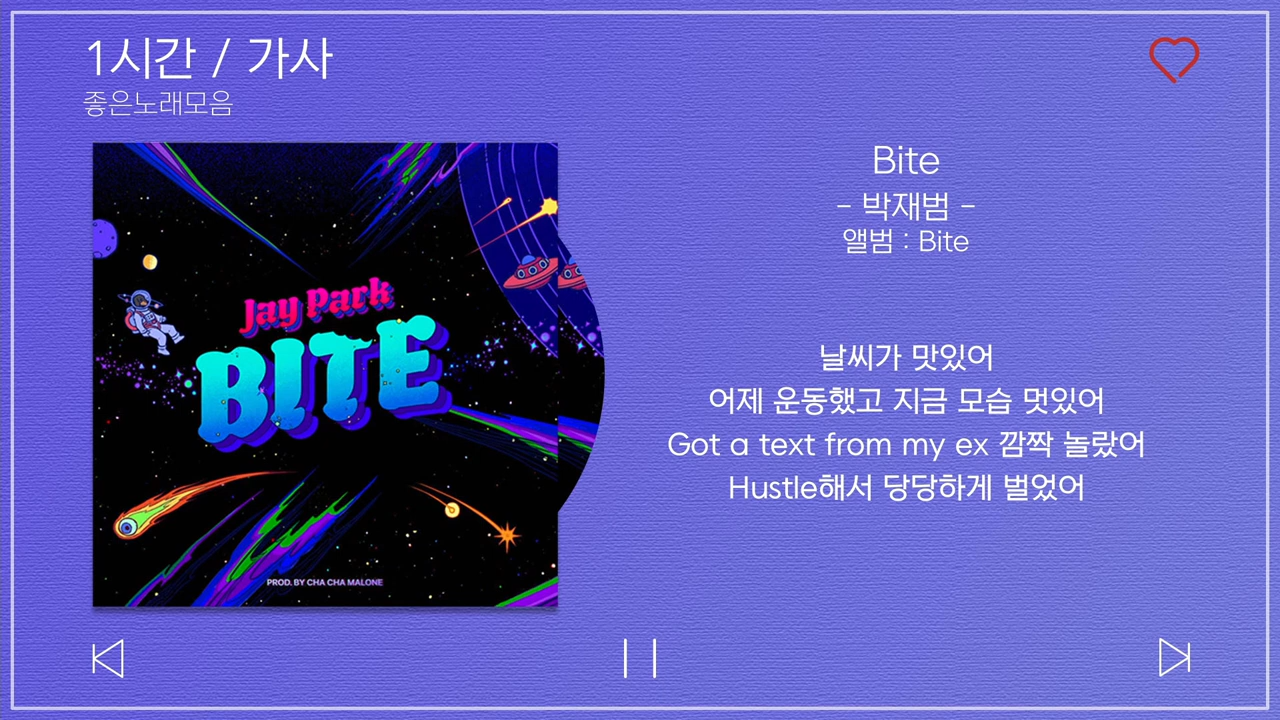 1시간 / 가사
좋은노래모음
Jay Park
BITE
PROD. BY CHA CHA MALONE
Bite
- 박재범 -
앨범 : Bite
날씨가 맛있어
어제 운동했고 지금 모습 멋있어
Got a text from my ex 깜짝 놀랐어
Hustle해서 당당하게 벌었어